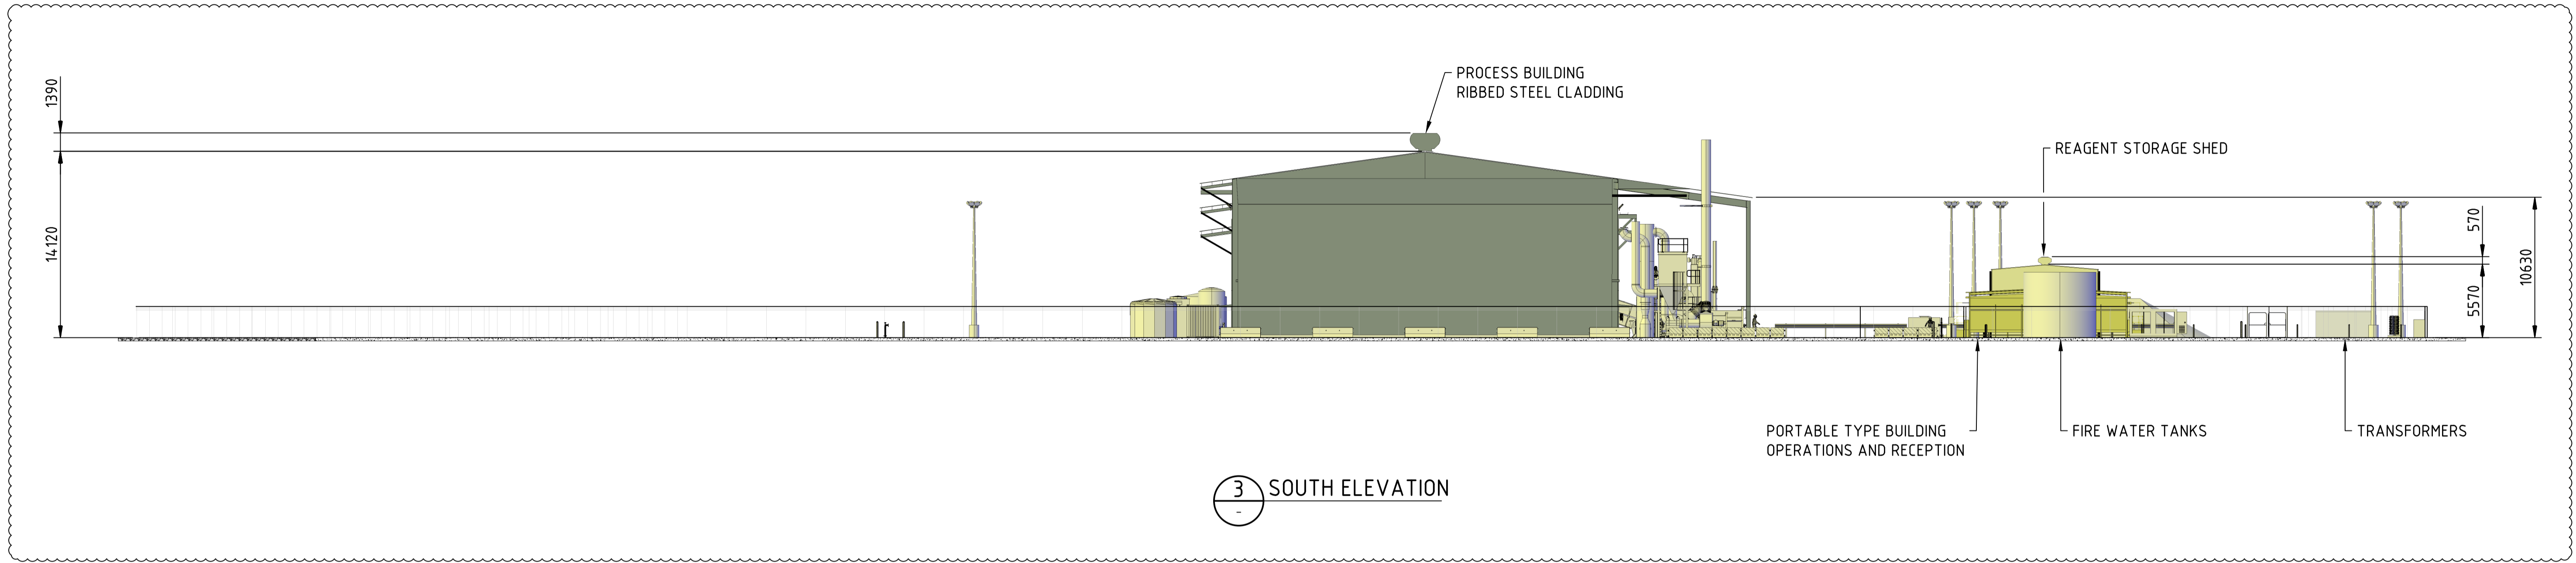 1390
14120
PROCESS BUILDING
RIBBED STEEL CLADDING
REAGENT STORAGE SHED
570
5570
10630
PORTABLE TYPE BUILDING
OPERATIONS AND RECEPTION
FIRE WATER TANKS
TRANSFORMERS
3 SOUTH ELEVATION
-